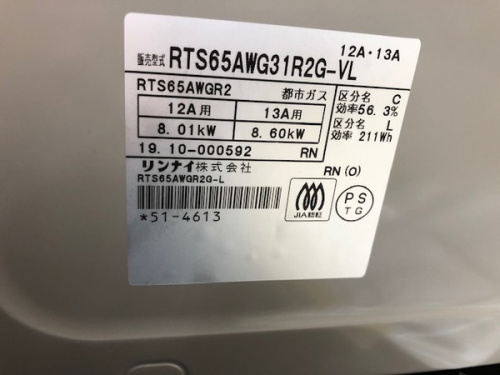 12A・13A
販売型式 RTS65AWG31R2G-VL
RTS65AWGR2 都市ガス
12A用 13A用
8.01kW 8.60kW
区分名 C
効率56.3%
区分名 L
効率 211Wh
19.10-000592 RN
リンナイ株式会社 RN(O)
RTS65AWGR2G-L
*51-4613
JIA認証
PS
TG